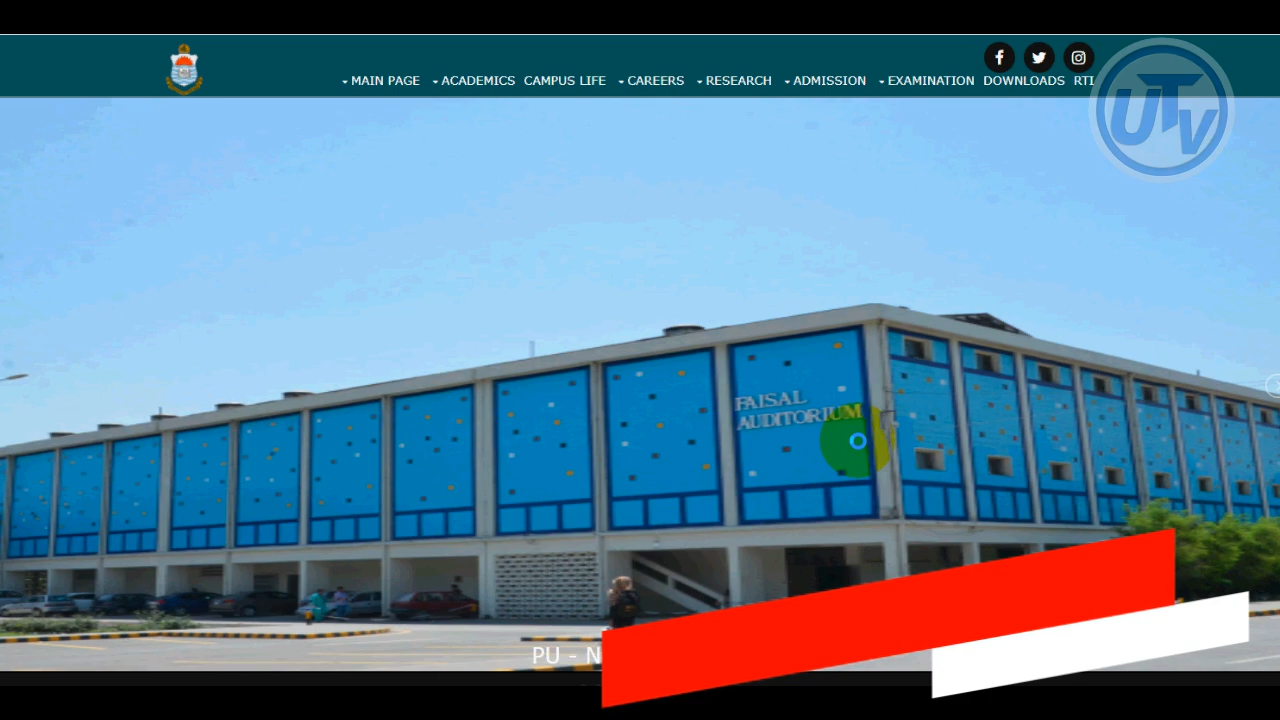 MAIN PAGE ACADEMICS CAMPUS LIFE CAREERS RESEARCH ADMISSION EXAMINATION DOWNLOADS RTI
UTV
FAISAL
AUDITORIUM
PU - N